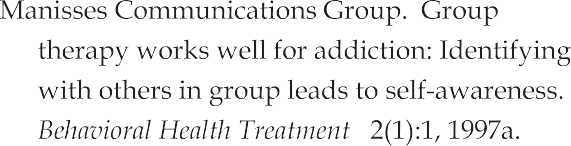 Manisses Communications Group.  Group
therapy works well for addiction: Identifying
with others in group leads to self-awareness.
Behavioral Health Treatment  2(1):1, 1997a.